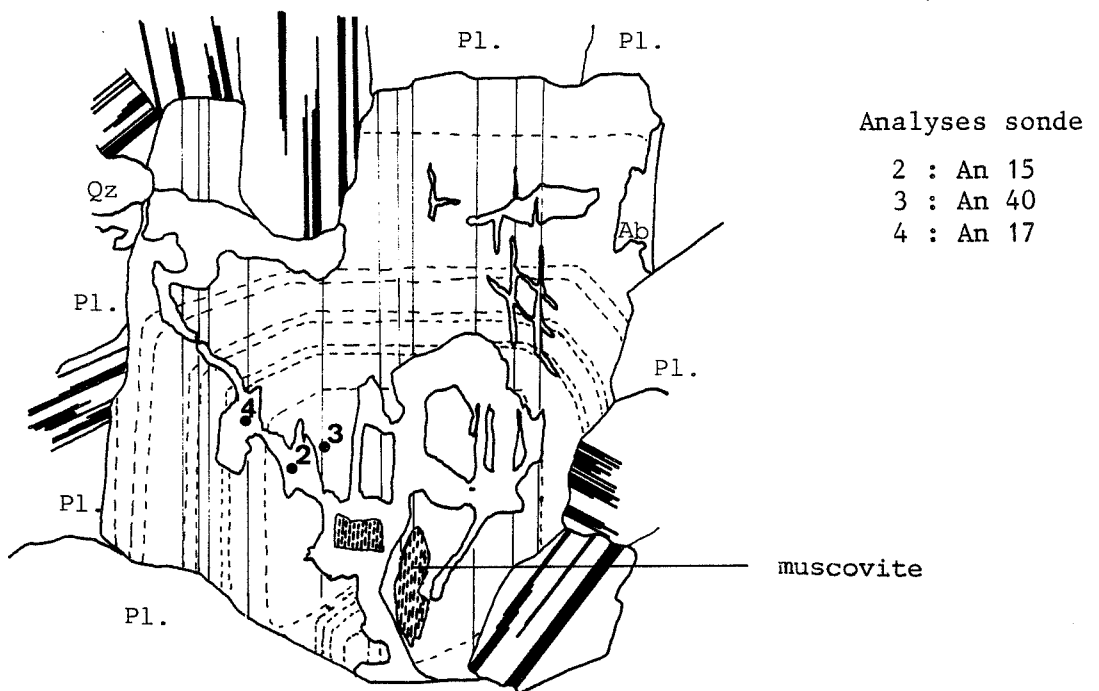 Pl.
Pl.
Analyses sonde
2 : An 15
3 : An 40
4 : An 17
Qz
Ab
Pl.
Pl.
4
3
2
Pl.
muscovite
Pl.